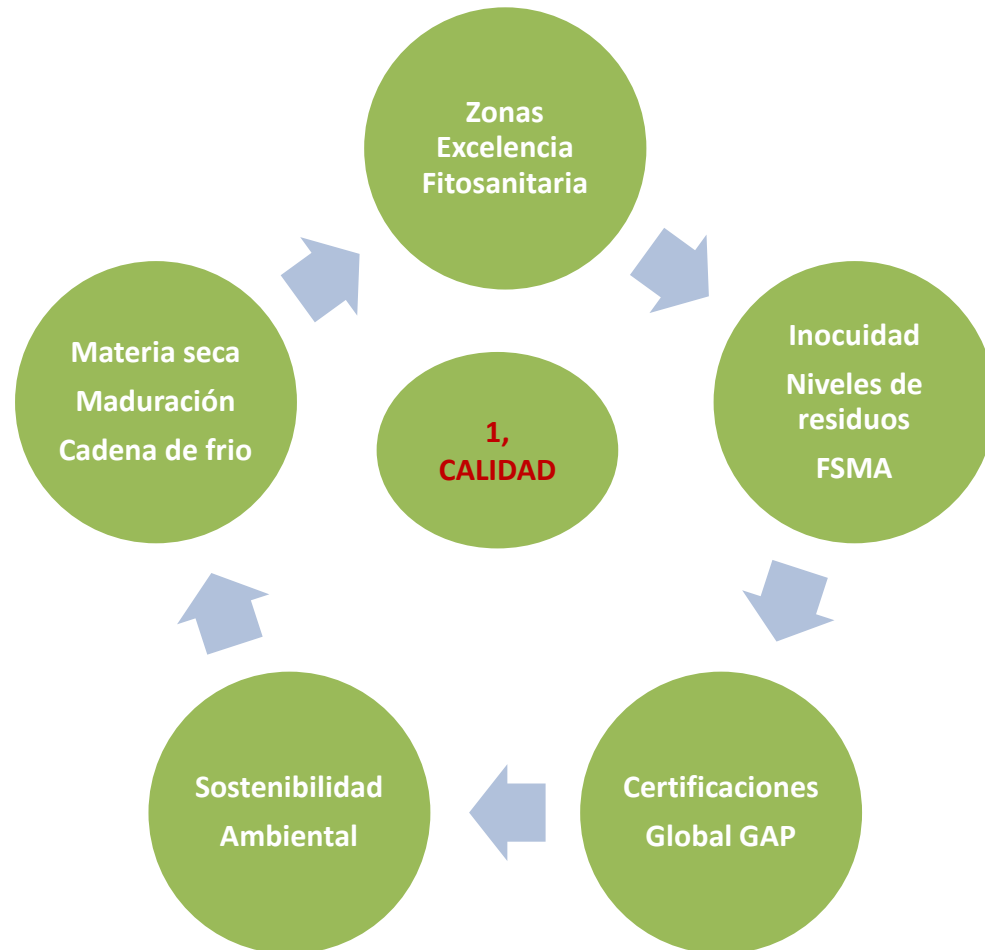 Zonas
Excelencia
Fitosanitaria
Inocuidad
Niveles de
residuos
FSMA
Certificaciones
Global GAP
Sostenibilidad
Ambiental
Materia seca
Maduración
Cadena de frio
1,
CALIDAD